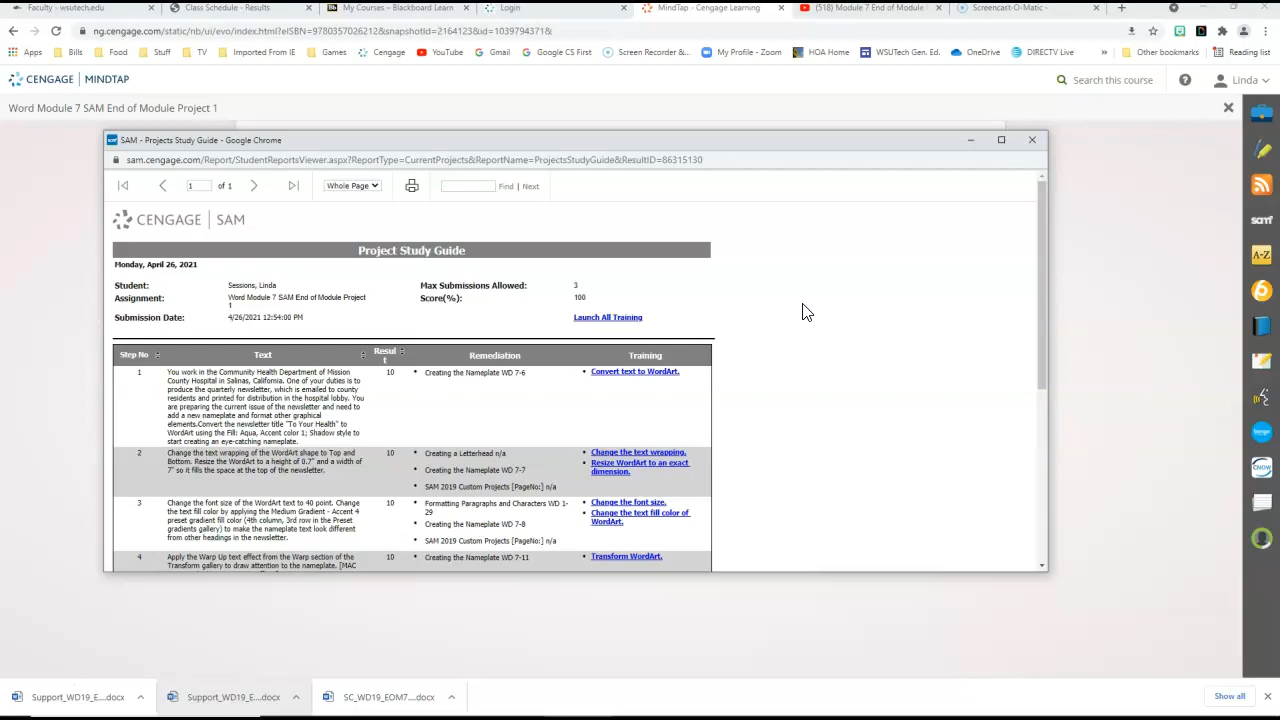 Faculty - wsutech.edu
Class Schedule - Results
My Courses – Blackboard Learn
Login
MindTap - Cengage Learning
(518) Module 7 End of Module
Screencast-O-Matic -
ng.cengage.com/static/nb/ui/evo/index.html?eISBN=9780357026212&snapshotId=2164123&id=1039794371&
Apps
Bills
Food
Stuff
TV
Imported From IE
Games
Cengage
YouTube
Gmail
Google CS First
Screen Recorder &...
My Profile - Zoom
HOA Home
WSUTech Gen. Ed.
OneDrive
DIRECTV Live
»
Other bookmarks
Reading list
CENGAGE | MINDTAP
Search this course
Linda
Word Module 7 SAM End of Module Project 1
SAM - Projects Study Guide - Google Chrome
sam.cengage.com/Report/StudentReportsViewer.aspx?ReportType=CurrentProjects&ReportName=ProjectsStudyGuide&ResultID=86315130
1 of 1
Whole Page
Find | Next
CENGAGE | SAM
Project Study Guide
Monday, April 26, 2021
Student: Sessions, Linda Max Submissions Allowed: 3
Assignment: Word Module 7 SAM End of Module Project Score(%): 100
1
Submission Date: 4/26/2021 12:54:00 PM Launch All Training
Step No Text Resul Remediation Training
t
1 You work in the Community Health Department of Mission 10 • Creating the Nameplate WD 7-6 • Convert text to WordArt.
County Hospital in Salinas, California. One of your duties is to
produce the quarterly newsletter, which is emailed to county
residents and printed for distribution in the hospital lobby. You
are preparing the current issue of the newsletter and need to
add a new nameplate and format other graphical
elements.Convert the newsletter title "To Your Health" to
WordArt using the Fill: Aqua, Accent color 1; Shadow style to
start creating an eye-catching nameplate.
2 Change the text wrapping of the WordArt shape to Top and 10 • Creating a Letterhead n/a • Change the text wrapping.
Bottom. Resize the WordArt to a height of 0.7" and a width of • Resize WordArt to an exact
7" so it fills the space at the top of the newsletter. • Creating the Nameplate WD 7-7 dimension.
• SAM 2019 Custom Projects [PageNo:] n/a
3 Change the font size of the WordArt text to 40 point. Change 10 • Formatting Paragraphs and Characters WD 1- • Change the font size.
the text fill color by applying the Medium Gradient - Accent 4 29 • Change the text fill color of
preset gradient fill color (4th column, 3rd row in the Preset WordArt.
gradients gallery) to make the nameplate text look different • Creating the Nameplate WD 7-8
from other headings in the newsletter. • SAM 2019 Custom Projects [PageNo:] n/a
4 Apply the Warp Up text effect from the Warp section of the 10 • Creating the Nameplate WD 7-11 • Transform WordArt.
Transform gallery to draw attention to the nameplate. [MAC
sam
A-Z
CNOW
Support_WD19_E....docx
Support_WD19_E....docx
SC_WD19_EOM7....docx
Show all